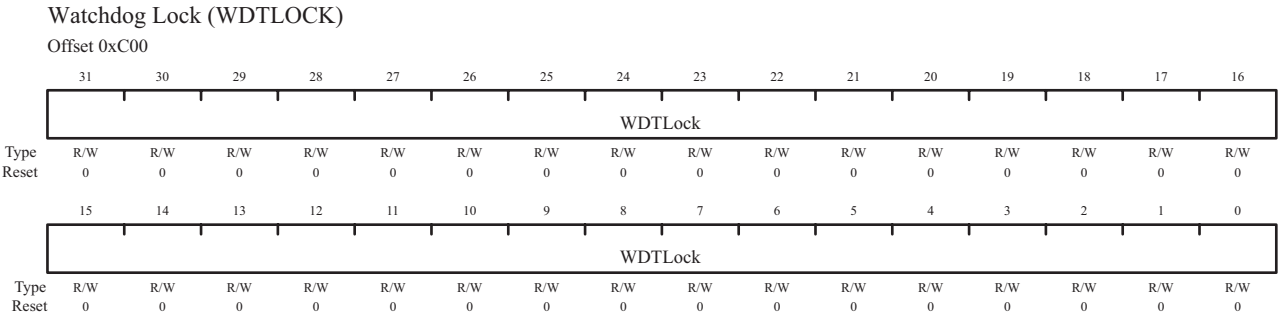 Watchdog Lock (WDTLOCK)
Offset 0xC00
31 30 29 28 27 26 25 24 23 22 21 20 19 18 17 16
WDTLock
Type R/W R/W R/W R/W R/W R/W R/W R/W R/W R/W R/W R/W R/W R/W R/W R/W
Reset 0 0 0 0 0 0 0 0 0 0 0 0 0 0 0 0
15 14 13 12 11 10 9 8 7 6 5 4 3 2 1 0
WDTLock
Type R/W R/W R/W R/W R/W R/W R/W R/W R/W R/W R/W R/W R/W R/W R/W R/W
Reset 0 0 0 0 0 0 0 0 0 0 0 0 0 0 0 0